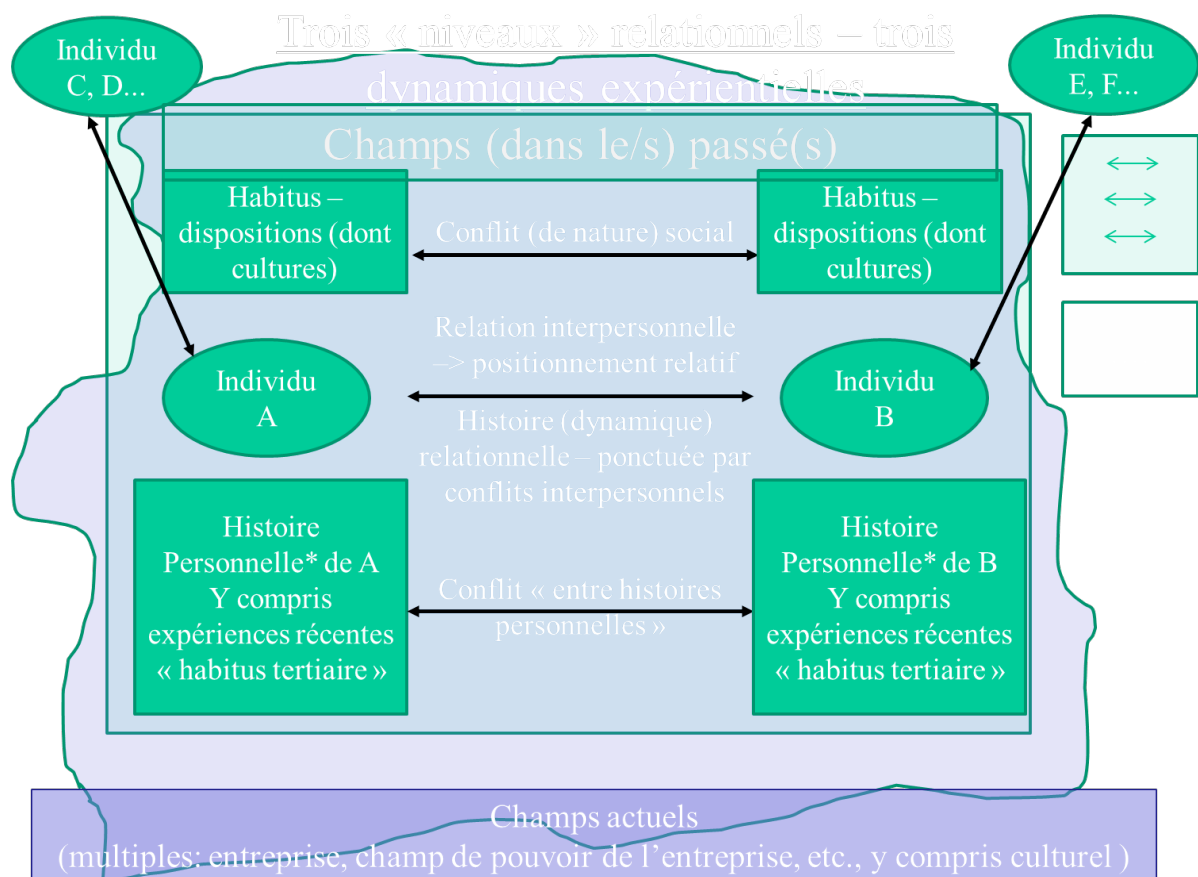 Trois « niveaux » relationnels – trois
dynamiques expérientielles
Individu
C, D...
Individu
E, F...
Champs (dans le/s) passé(s)
Habitus –
dispositions (dont
cultures)
Conflit (de nature) social
Habitus –
dispositions (dont
cultures)
Relation interpersonnelle
–> positionnement relatif
Individu
A
Individu
B
Histoire (dynamique)
relationnelle – ponctuée par
conflits interpersonnels
Histoire
Personnelle* de A
Y compris
expériences récentes
« habitus tertiaire »
Conflit « entre histoires
personnelles »
Histoire
Personnelle* de B
Y compris
expériences récentes
« habitus tertiaire »
Champs actuels
(multiples: entreprise, champ de pouvoir de l’entreprise, etc., y compris culturel )